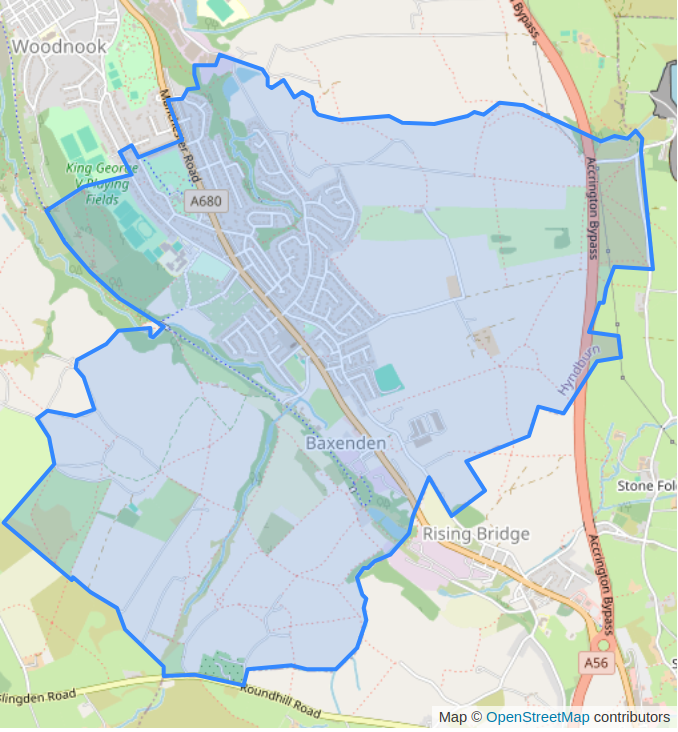 Woodnook
Bypass
Manchester Road
King George
V Playing
Fields
A680
Accrington Bypass
Hyndburn
Baxenden
Stone Fol
Rising Bridge
Accrington Bypass
A56
slingden Road
Roundhill Road
Map © OpenStreetMap contributors